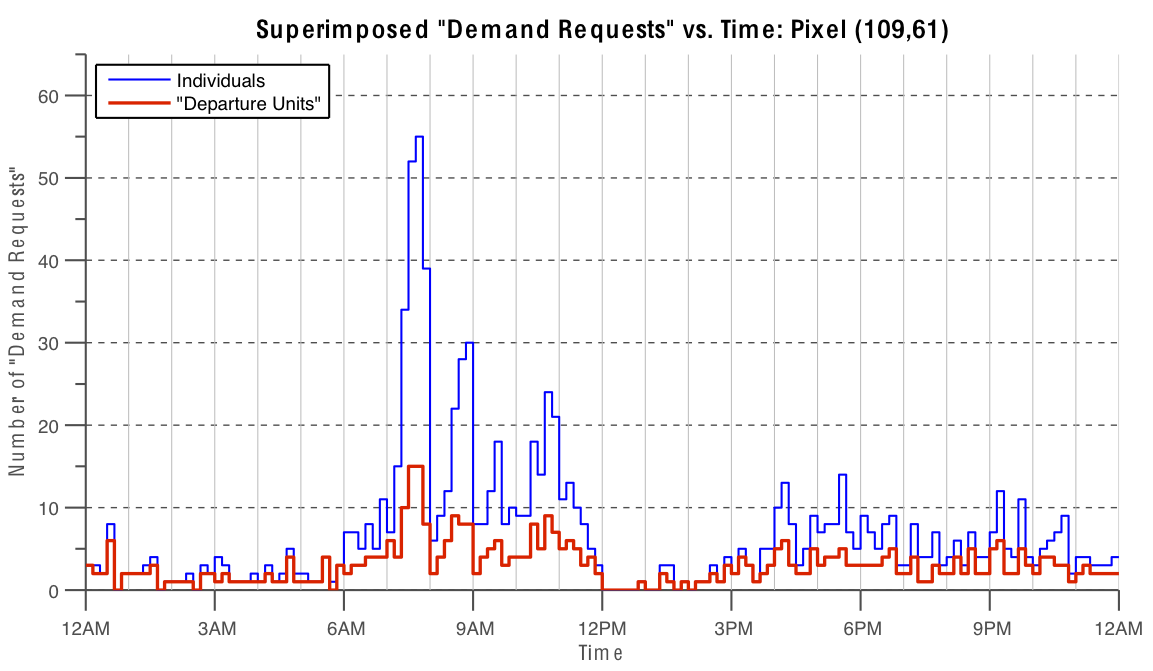 Superimposed "Demand Requests" vs. Time: Pixel (109,61)
Individuals
"Departure Units"
Number of "Demand Requests"
60
50
40
30
20
10
0
12AM 3AM 6AM 9AM 12PM 3PM 6PM 9PM 12AM
Time